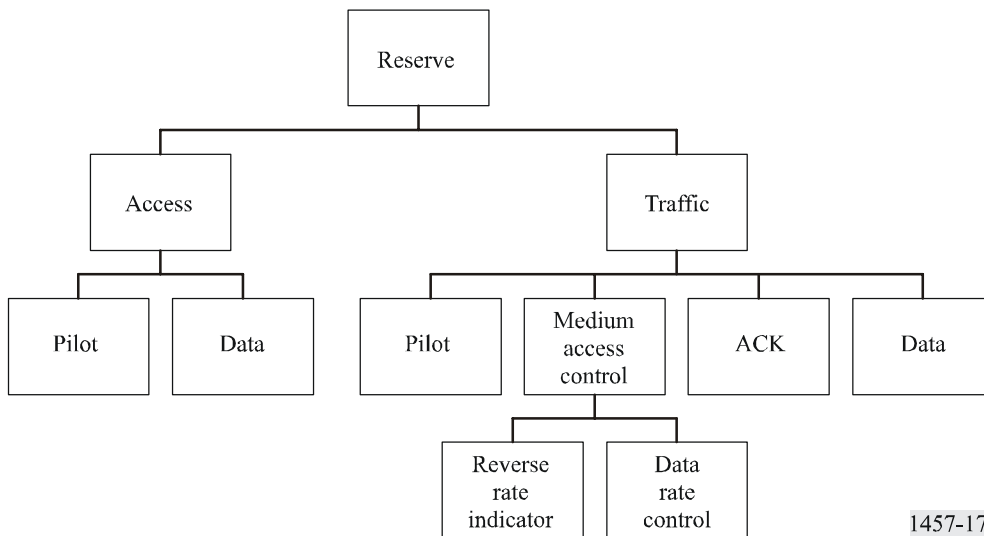 Reserve
Access
Traffic
Pilot
Data
Pilot
Medium
access
control
ACK
Data
Reverse
rate
indicator
Data
rate
control
1457-17